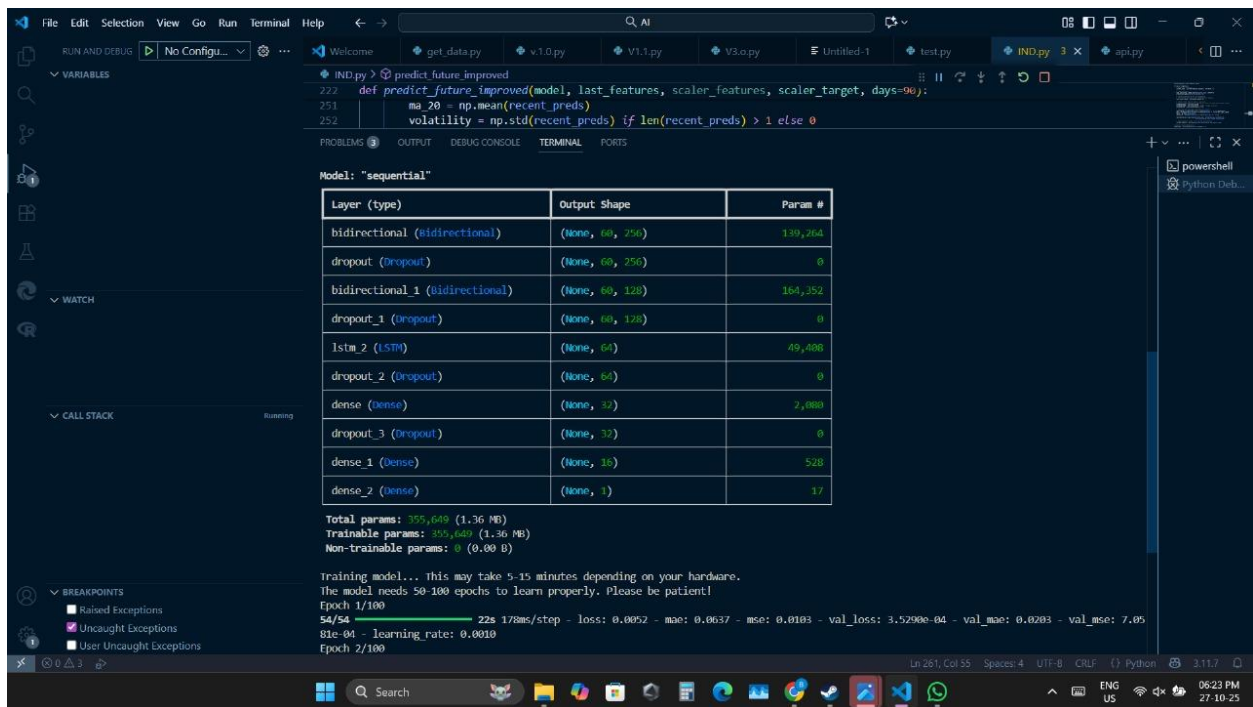 File Edit Selection View Go Run Terminal Help
AI
RUN AND DEBUG No Configu...
Welcome get_data.py v.1.0.py V1.1.py V3.o.py Untitled-1 test.py IND.py 3 api.py
VARIABLES
IND.py > predict_future_improved
222 def predict_future_improved(model, last_features, scaler_features, scaler_target, days=90):
251 ma_20 = np.mean(recent_preds)
252 volatility = np.std(recent_preds) if len(recent_preds) > 1 else 0
PROBLEMS 3 OUTPUT DEBUG CONSOLE TERMINAL PORTS
powershell
Python Deb...
Model: "sequential"
Layer (type) Output Shape Param #
bidirectional (Bidirectional) (None, 60, 256) 139,264
dropout (Dropout) (None, 60, 256) 0
bidirectional_1 (Bidirectional) (None, 60, 128) 164,352
dropout_1 (Dropout) (None, 60, 128) 0
lstm_2 (LSTM) (None, 64) 49,408
dropout_2 (Dropout) (None, 64) 0
dense (Dense) (None, 32) 2,080
dropout_3 (Dropout) (None, 32) 0
dense_1 (Dense) (None, 16) 528
dense_2 (Dense) (None, 1) 17
Total params: 355,649 (1.36 MB)
Trainable params: 355,649 (1.36 MB)
Non-trainable params: 0 (0.00 B)
Training model... This may take 5-15 minutes depending on your hardware.
The model needs 50-100 epochs to learn properly. Please be patient!
Epoch 1/100
54/54 22s 178ms/step - loss: 0.0052 - mae: 0.0637 - mse: 0.0103 - val_loss: 3.5290e-04 - val_mae: 0.0203 - val_mse: 7.05
81e-04 - learning_rate: 0.0010
Epoch 2/100
WATCH
CALL STACK Running
BREAKPOINTS
Raised Exceptions
Uncaught Exceptions
User Uncaught Exceptions
0 3 Ln 261, Col 55 Spaces: 4 UTF-8 CRLF {} Python 3.11.7
Search ENG US 06:23 PM 27-10-25